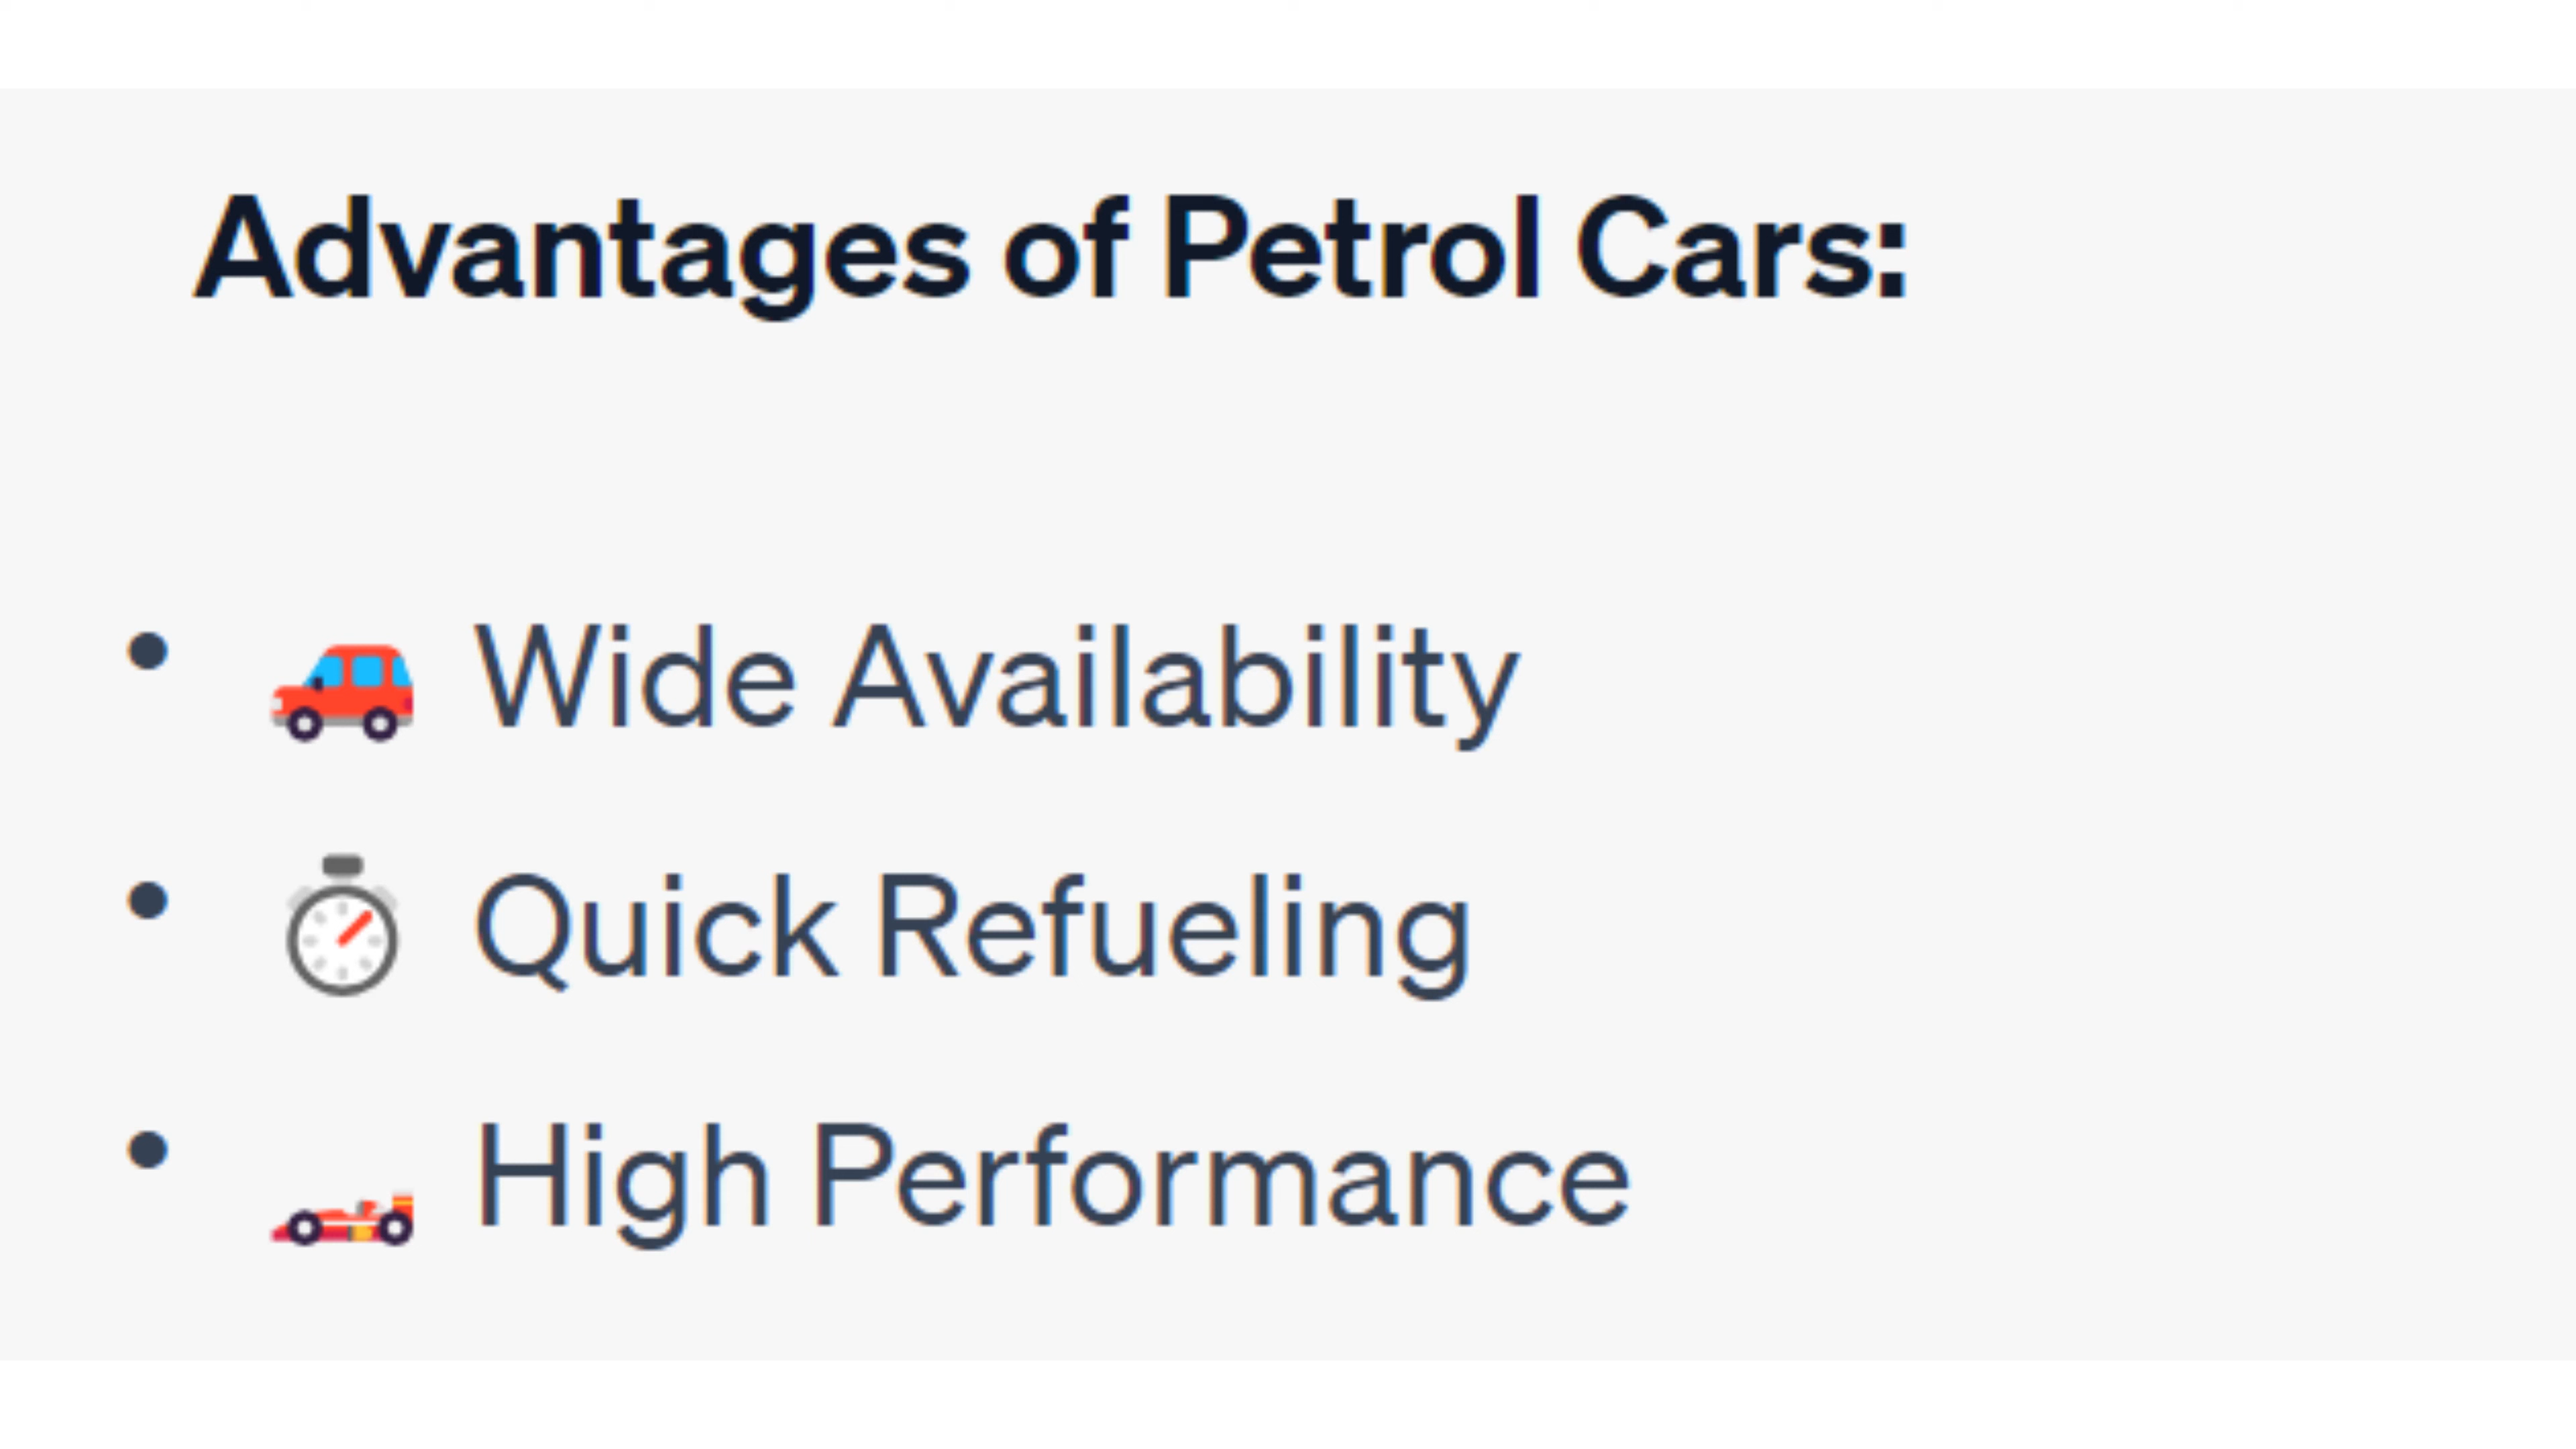 Advantages of Petrol Cars:
• 🚗 Wide Availability
• ⏱️ Quick Refueling
• 🏎️ High Performance